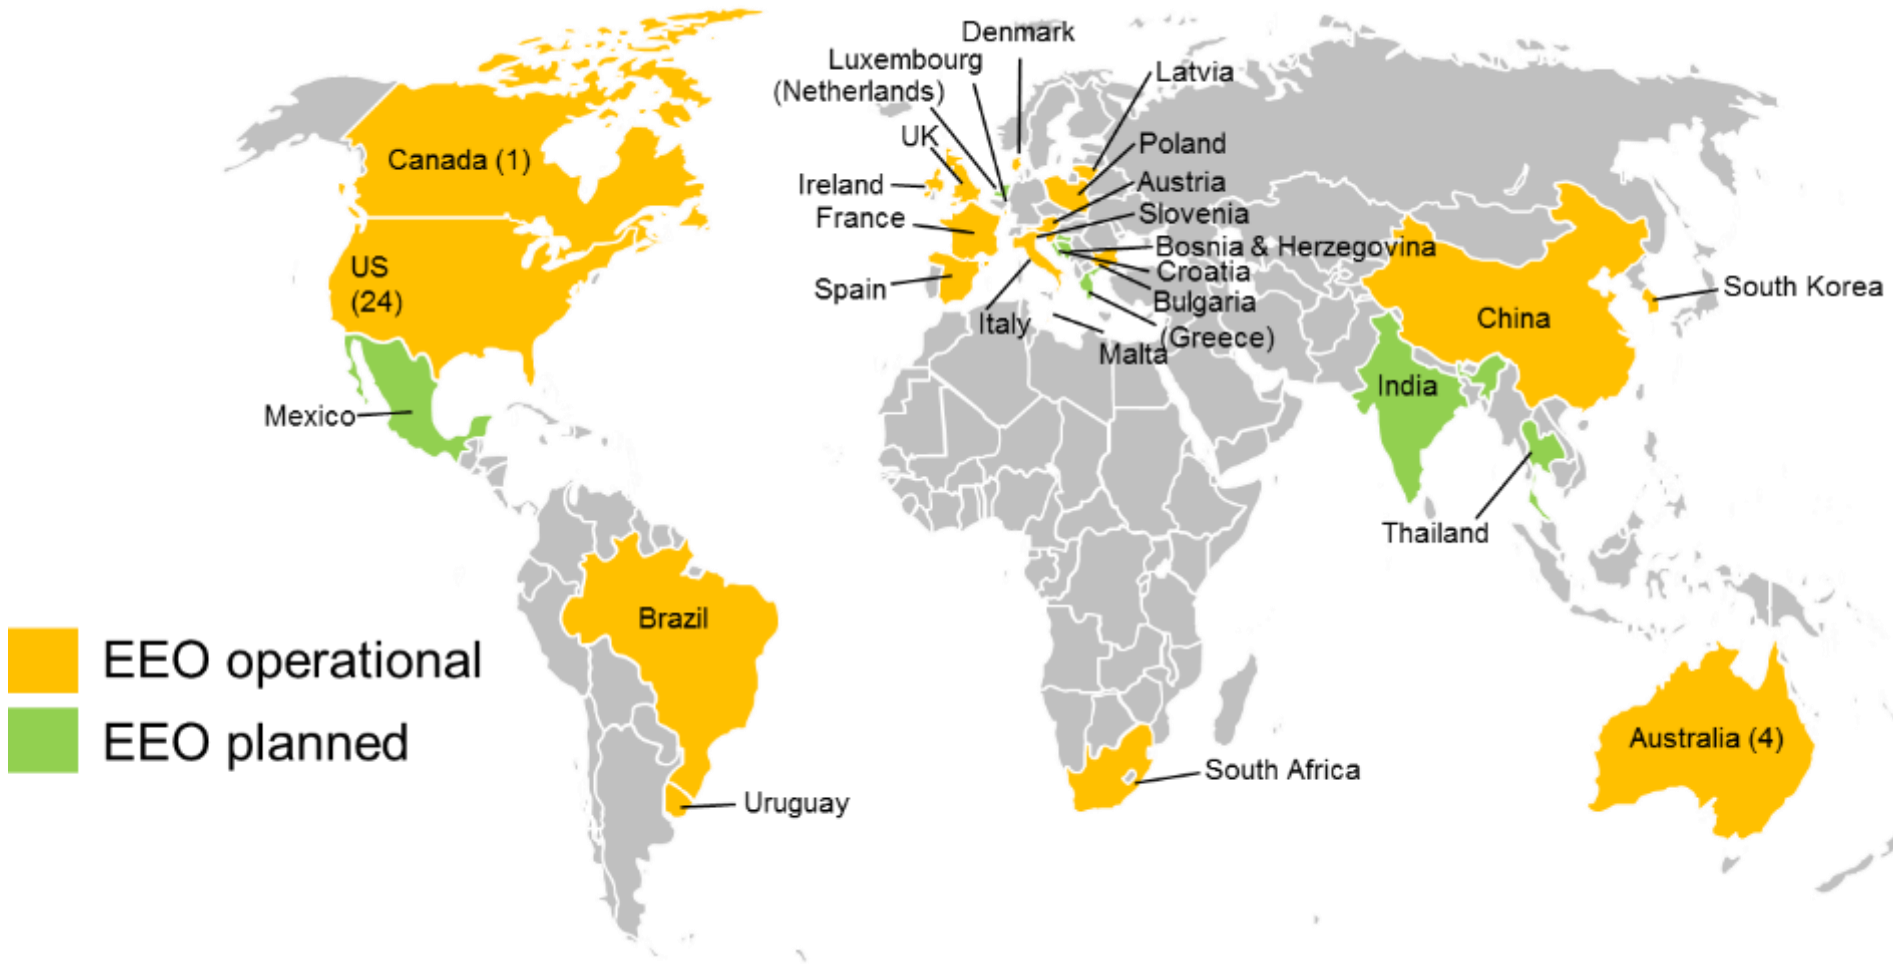 Denmark
Luxembourg
(Netherlands)
Latvia
UK
Poland
Canada (1)
Ireland
Austria
France
Slovenia
Bosnia & Herzegovina
US
(24)
Croatia
Spain
Bulgaria
South Korea
Italy
(Greece)
China
Malta
India
Mexico
Thailand
Brazil
EEO operational
EEO planned
Australia (4)
South Africa
Uruguay